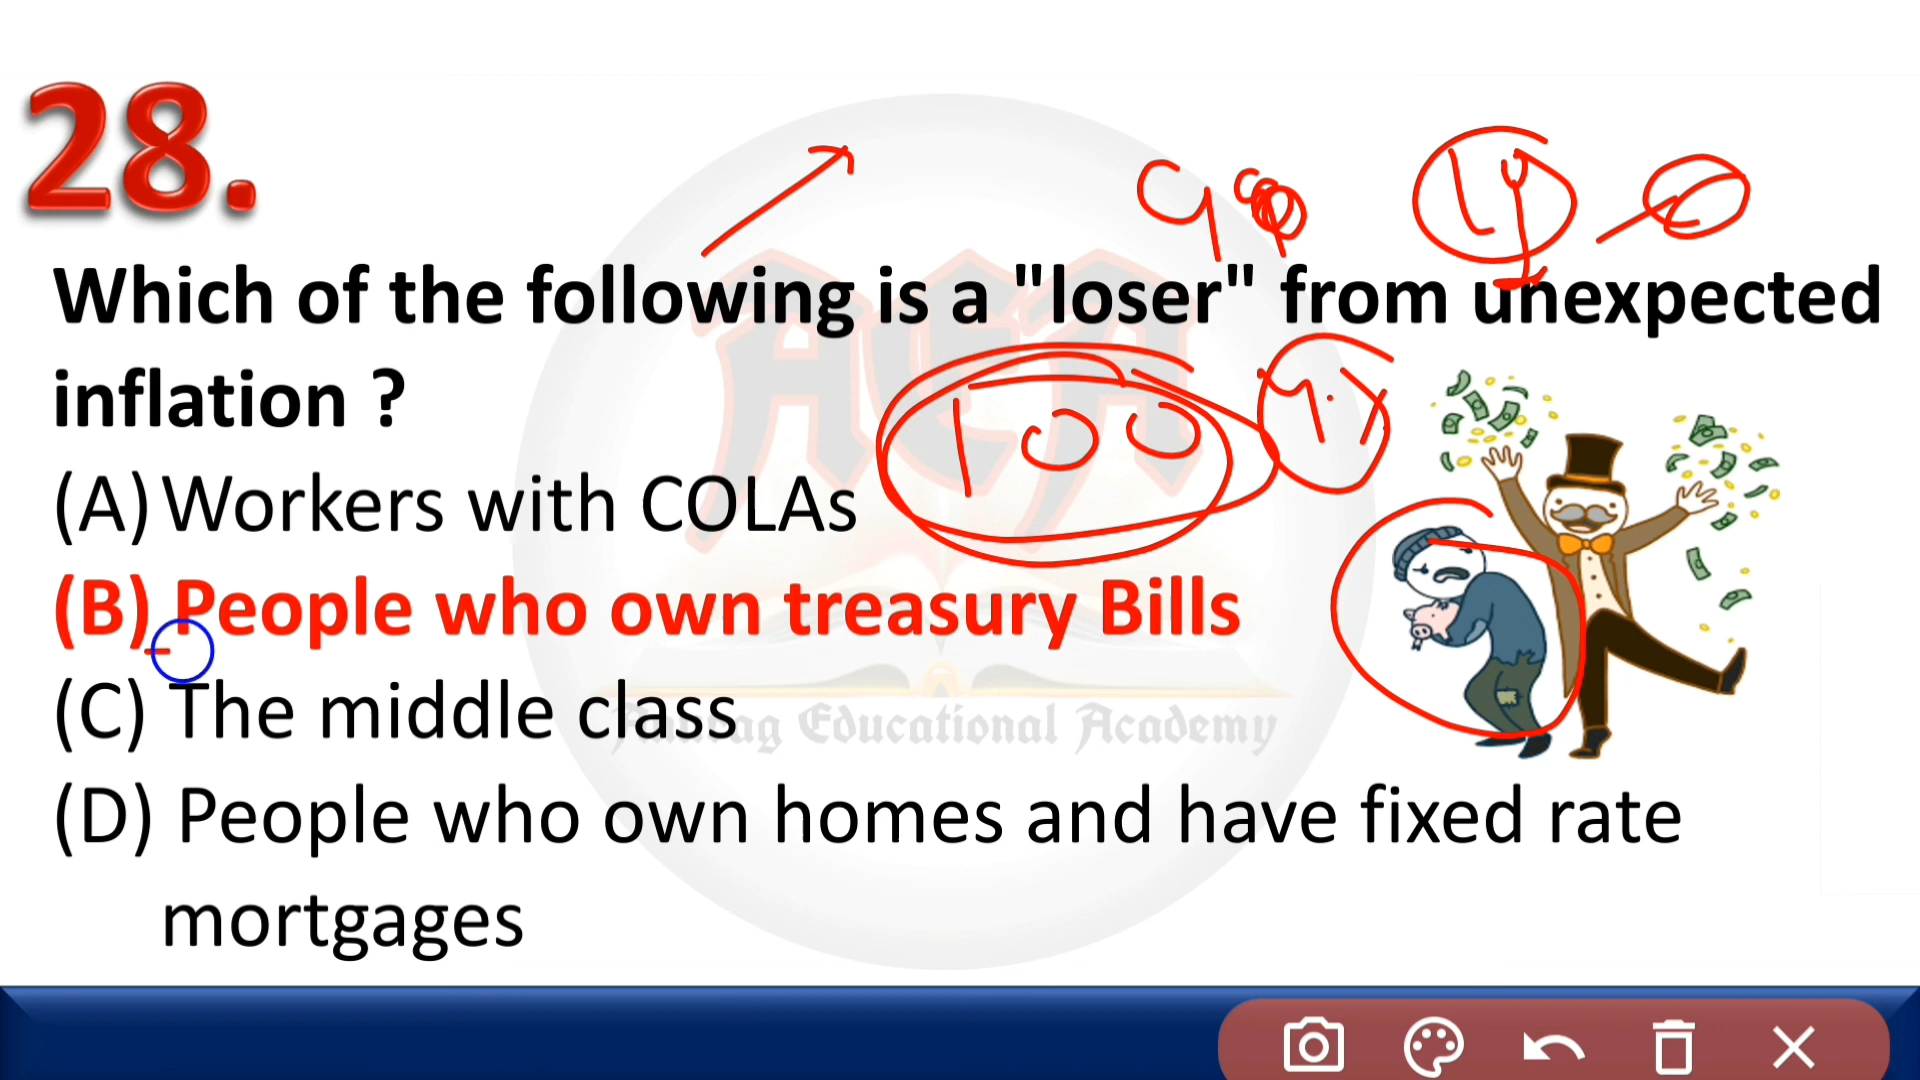 28.
Which of the following is a "loser" from unexpected
inflation ?
(A) Workers with COLAs
100
(B) People who own treasury Bills
(C) The middle class
Educational Academy
(D) People who own homes and have fixed rate
mortgages